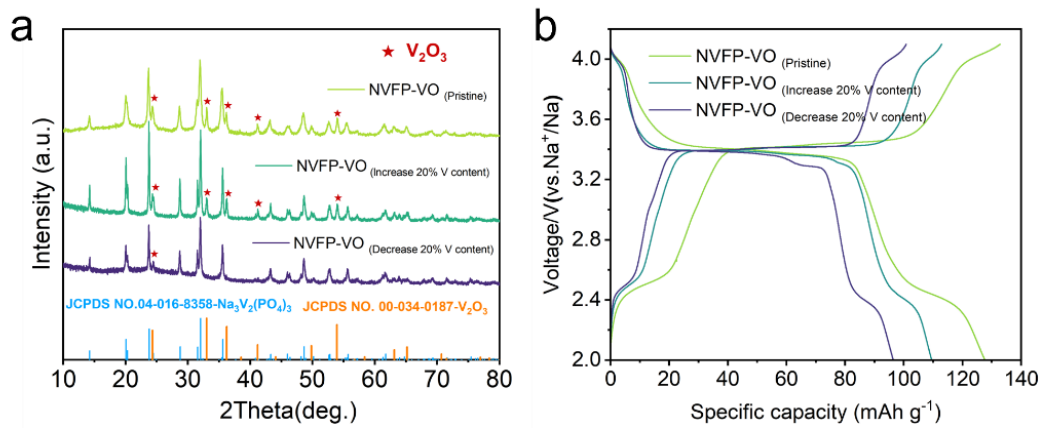 a
★ V₂O₃
NVFP-VO (Pristine)
NVFP-VO (Increase 20% V content)
NVFP-VO (Decrease 20% V content)
JCPDS NO.04-016-8358-Na₃V₂(PO₄)₃
JCPDS NO. 00-034-0187-V₂O₃
Intensity (a.u.)
10 20 30 40 50 60 70 80
2Theta(deg.)
b
NVFP-VO (Pristine)
NVFP-VO (Increase 20% V content)
NVFP-VO (Decrease 20% V content)
4.0
3.6
3.2
2.8
2.4
2.0
Voltage/V(vs.Na⁺/Na)
0 20 40 60 80 100 120 140
Specific capacity (mAh g⁻¹)